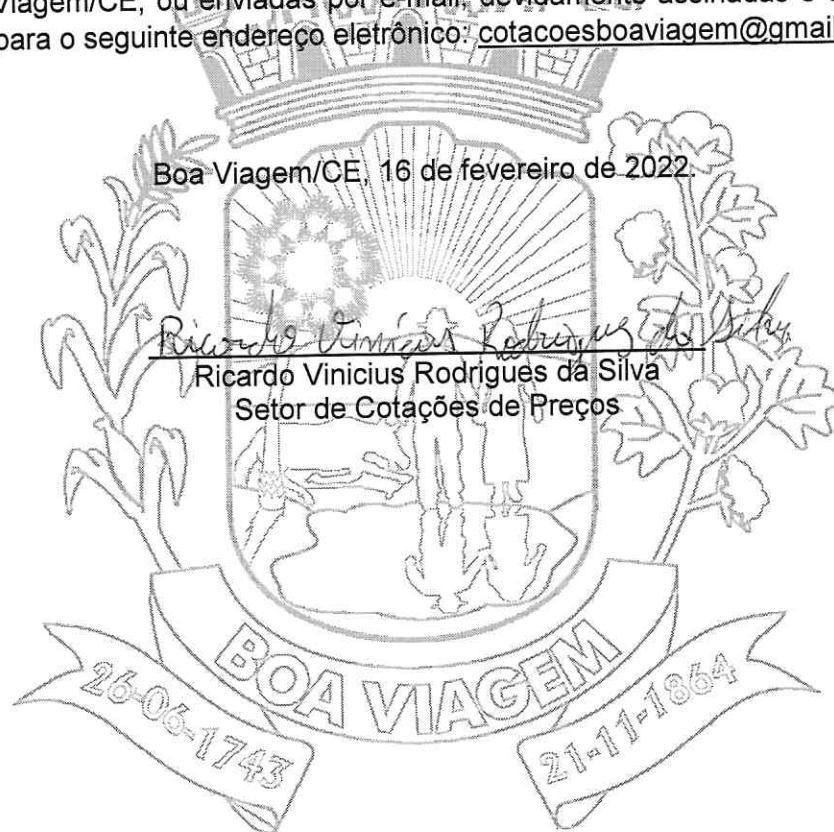 Viagem/CE, ou enviadas por e-mail, devidamente assinadas e
para o seguinte endereço eletrônico: cotacoesboaviagem@gmai
Boa Viagem/CE, 16 de fevereiro de 2022.
Ricardo Vinicius Rodrigues da Silva
Ricardo Vinicius Rodrigues da Silva
Setor de Cotações de Preços
BOA VIAGEM
26-06-1743
21-11-1864